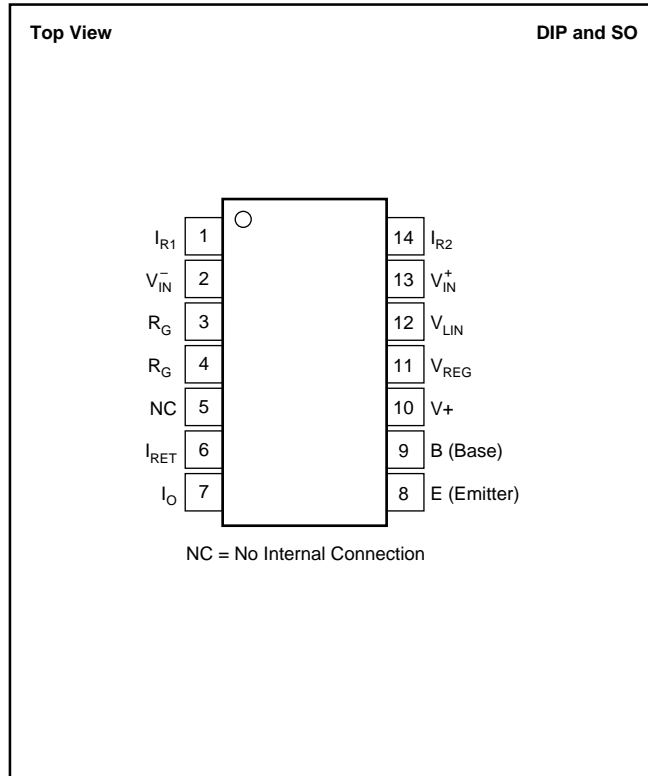 Top View DIP and SO
I_R1 1 14 I_R2
V_IN^− 2 13 V_IN^+
R_G 3 12 V_LIN
R_G 4 11 V_REG
NC 5 10 V+
I_RET 6 9 B (Base)
I_O 7 8 E (Emitter)
NC = No Internal Connection